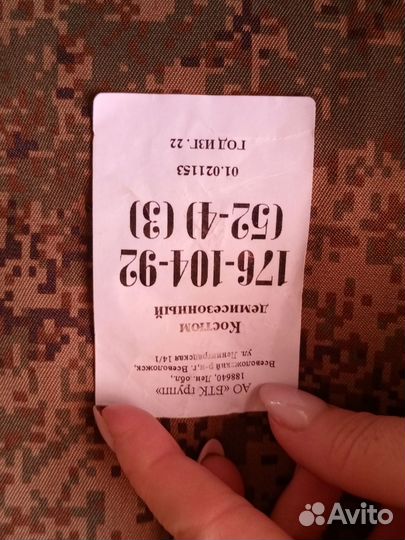 АО «БТК групп»
188640, Лен. обл.,
Всеволожский р-н, г. Всеволожск,
ул. Ленинградская 14/1
Костюм
демисезонный
176-104-92
(52-4) (3)
01.021153
ГОД ИЗГ. 22
Avito